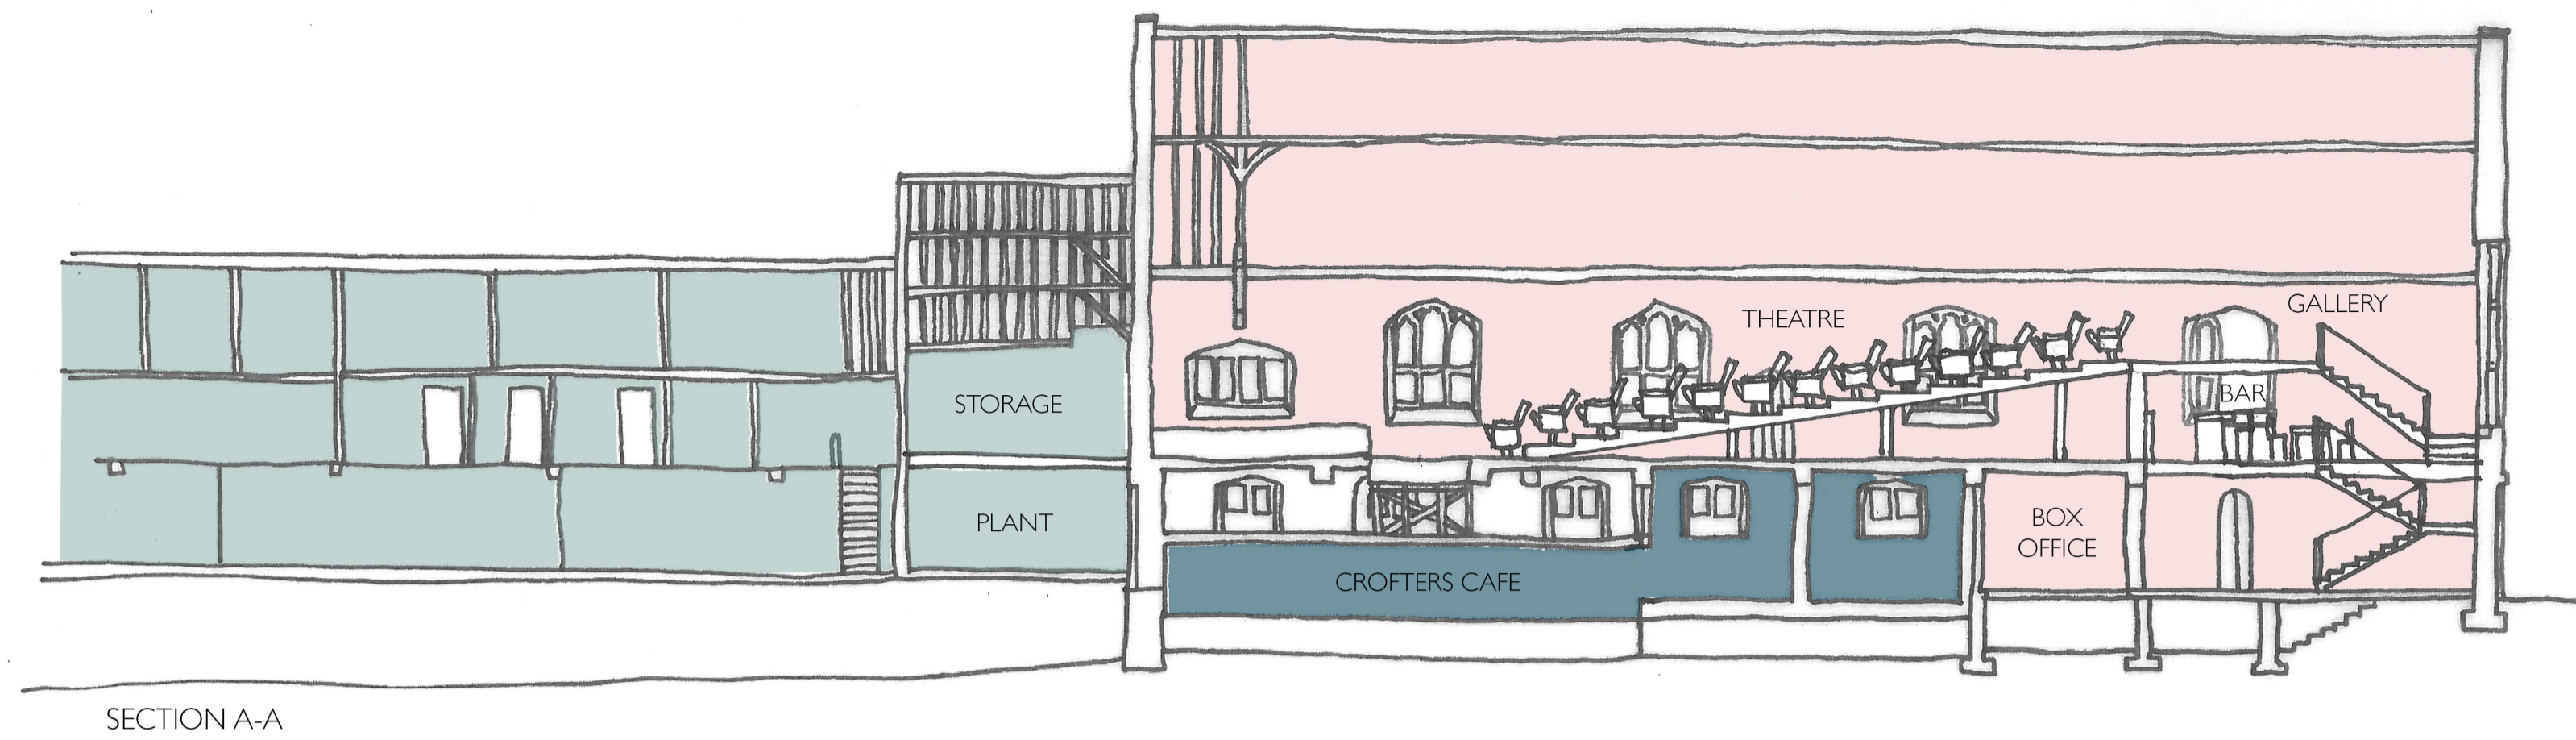 GALLERY
THEATRE
STORAGE
BAR
PLANT
BOX
OFFICE
CROFTERS CAFE
SECTION A-A